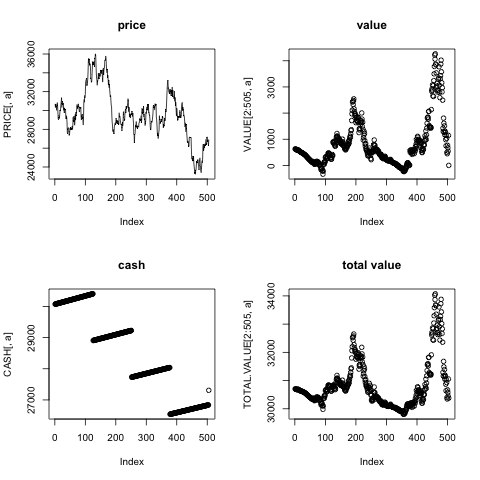 price
PRICE[, a]
24000 28000 32000 36000
0 100 200 300 400 500
Index
value
VALUE[2:505, a]
0 1000 3000
0 100 200 300 400 500
Index
cash
CASH[, a]
27000 29000
0 100 200 300 400 500
Index
total value
TOTAL.VALUE[2:505, a]
30000 32000 34000
0 100 200 300 400 500
Index